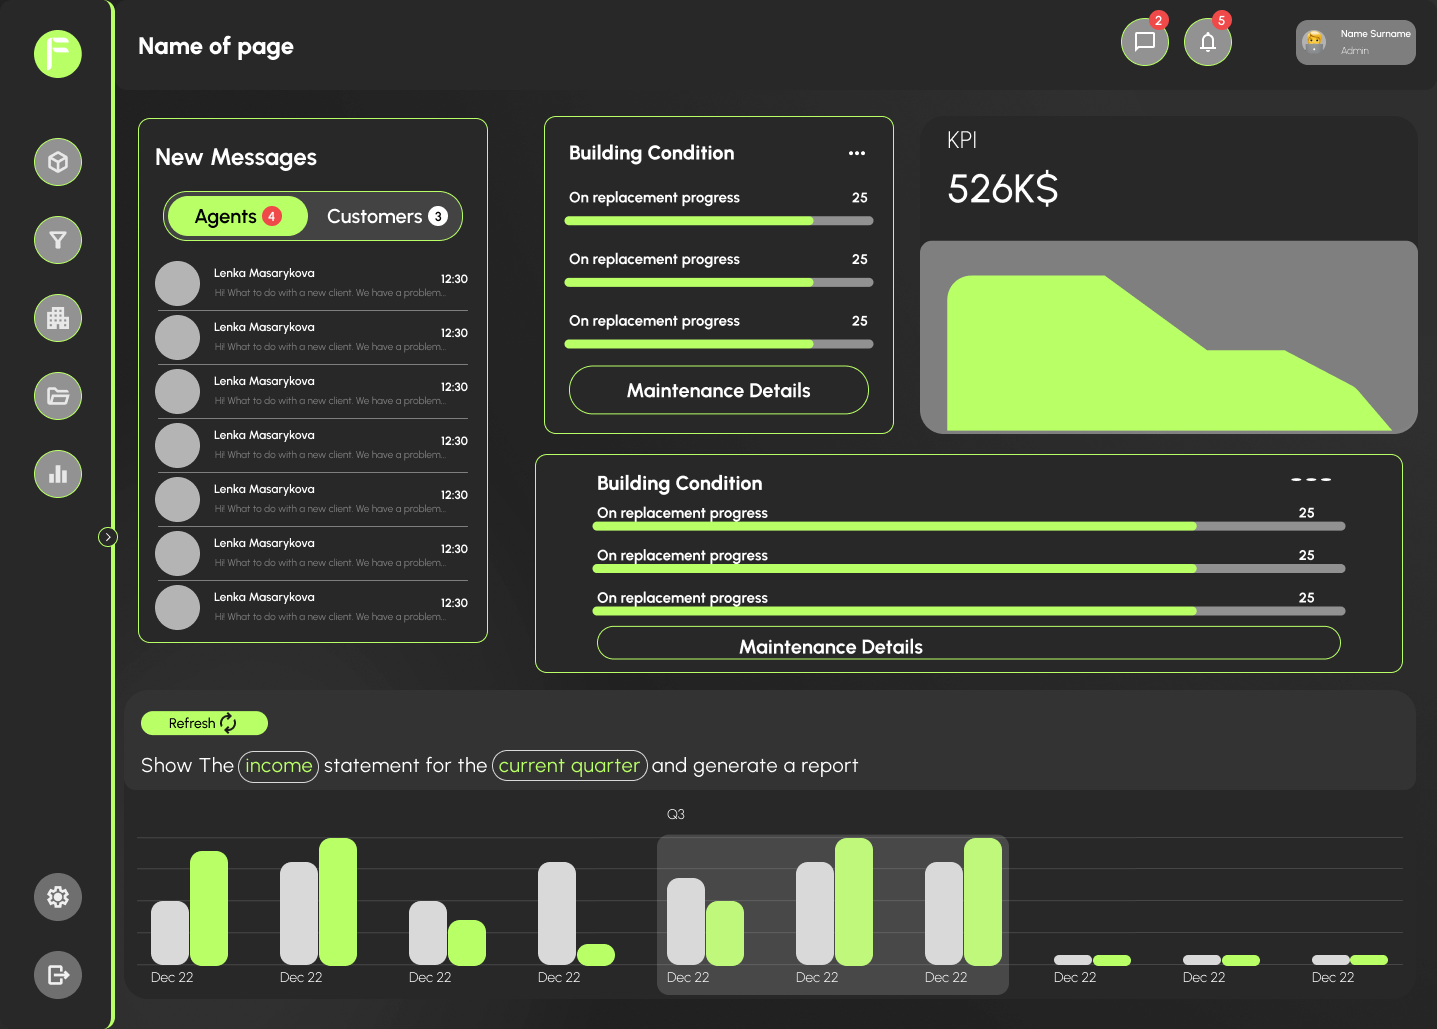 F
Name of page
2
5
Name Surname
Admin
New Messages
Agents 4
Customers 3
Lenka Masarykova
12:30
Hi! What to do with a new client. We have a problem...
Lenka Masarykova
12:30
Hi! What to do with a new client. We have a problem...
Lenka Masarykova
12:30
Hi! What to do with a new client. We have a problem...
Lenka Masarykova
12:30
Hi! What to do with a new client. We have a problem...
Lenka Masarykova
12:30
Hi! What to do with a new client. We have a problem...
Lenka Masarykova
12:30
Hi! What to do with a new client. We have a problem...
Lenka Masarykova
12:30
Hi! What to do with a new client. We have a problem...
Building Condition
On replacement progress 25
On replacement progress 25
On replacement progress 25
Maintenance Details
KPI
526K$
Building Condition
On replacement progress 25
On replacement progress 25
On replacement progress 25
Maintenance Details
Refresh
Show The income statement for the current quarter and generate a report
Q3
Dec 22 Dec 22 Dec 22 Dec 22 Dec 22 Dec 22 Dec 22 Dec 22 Dec 22 Dec 22